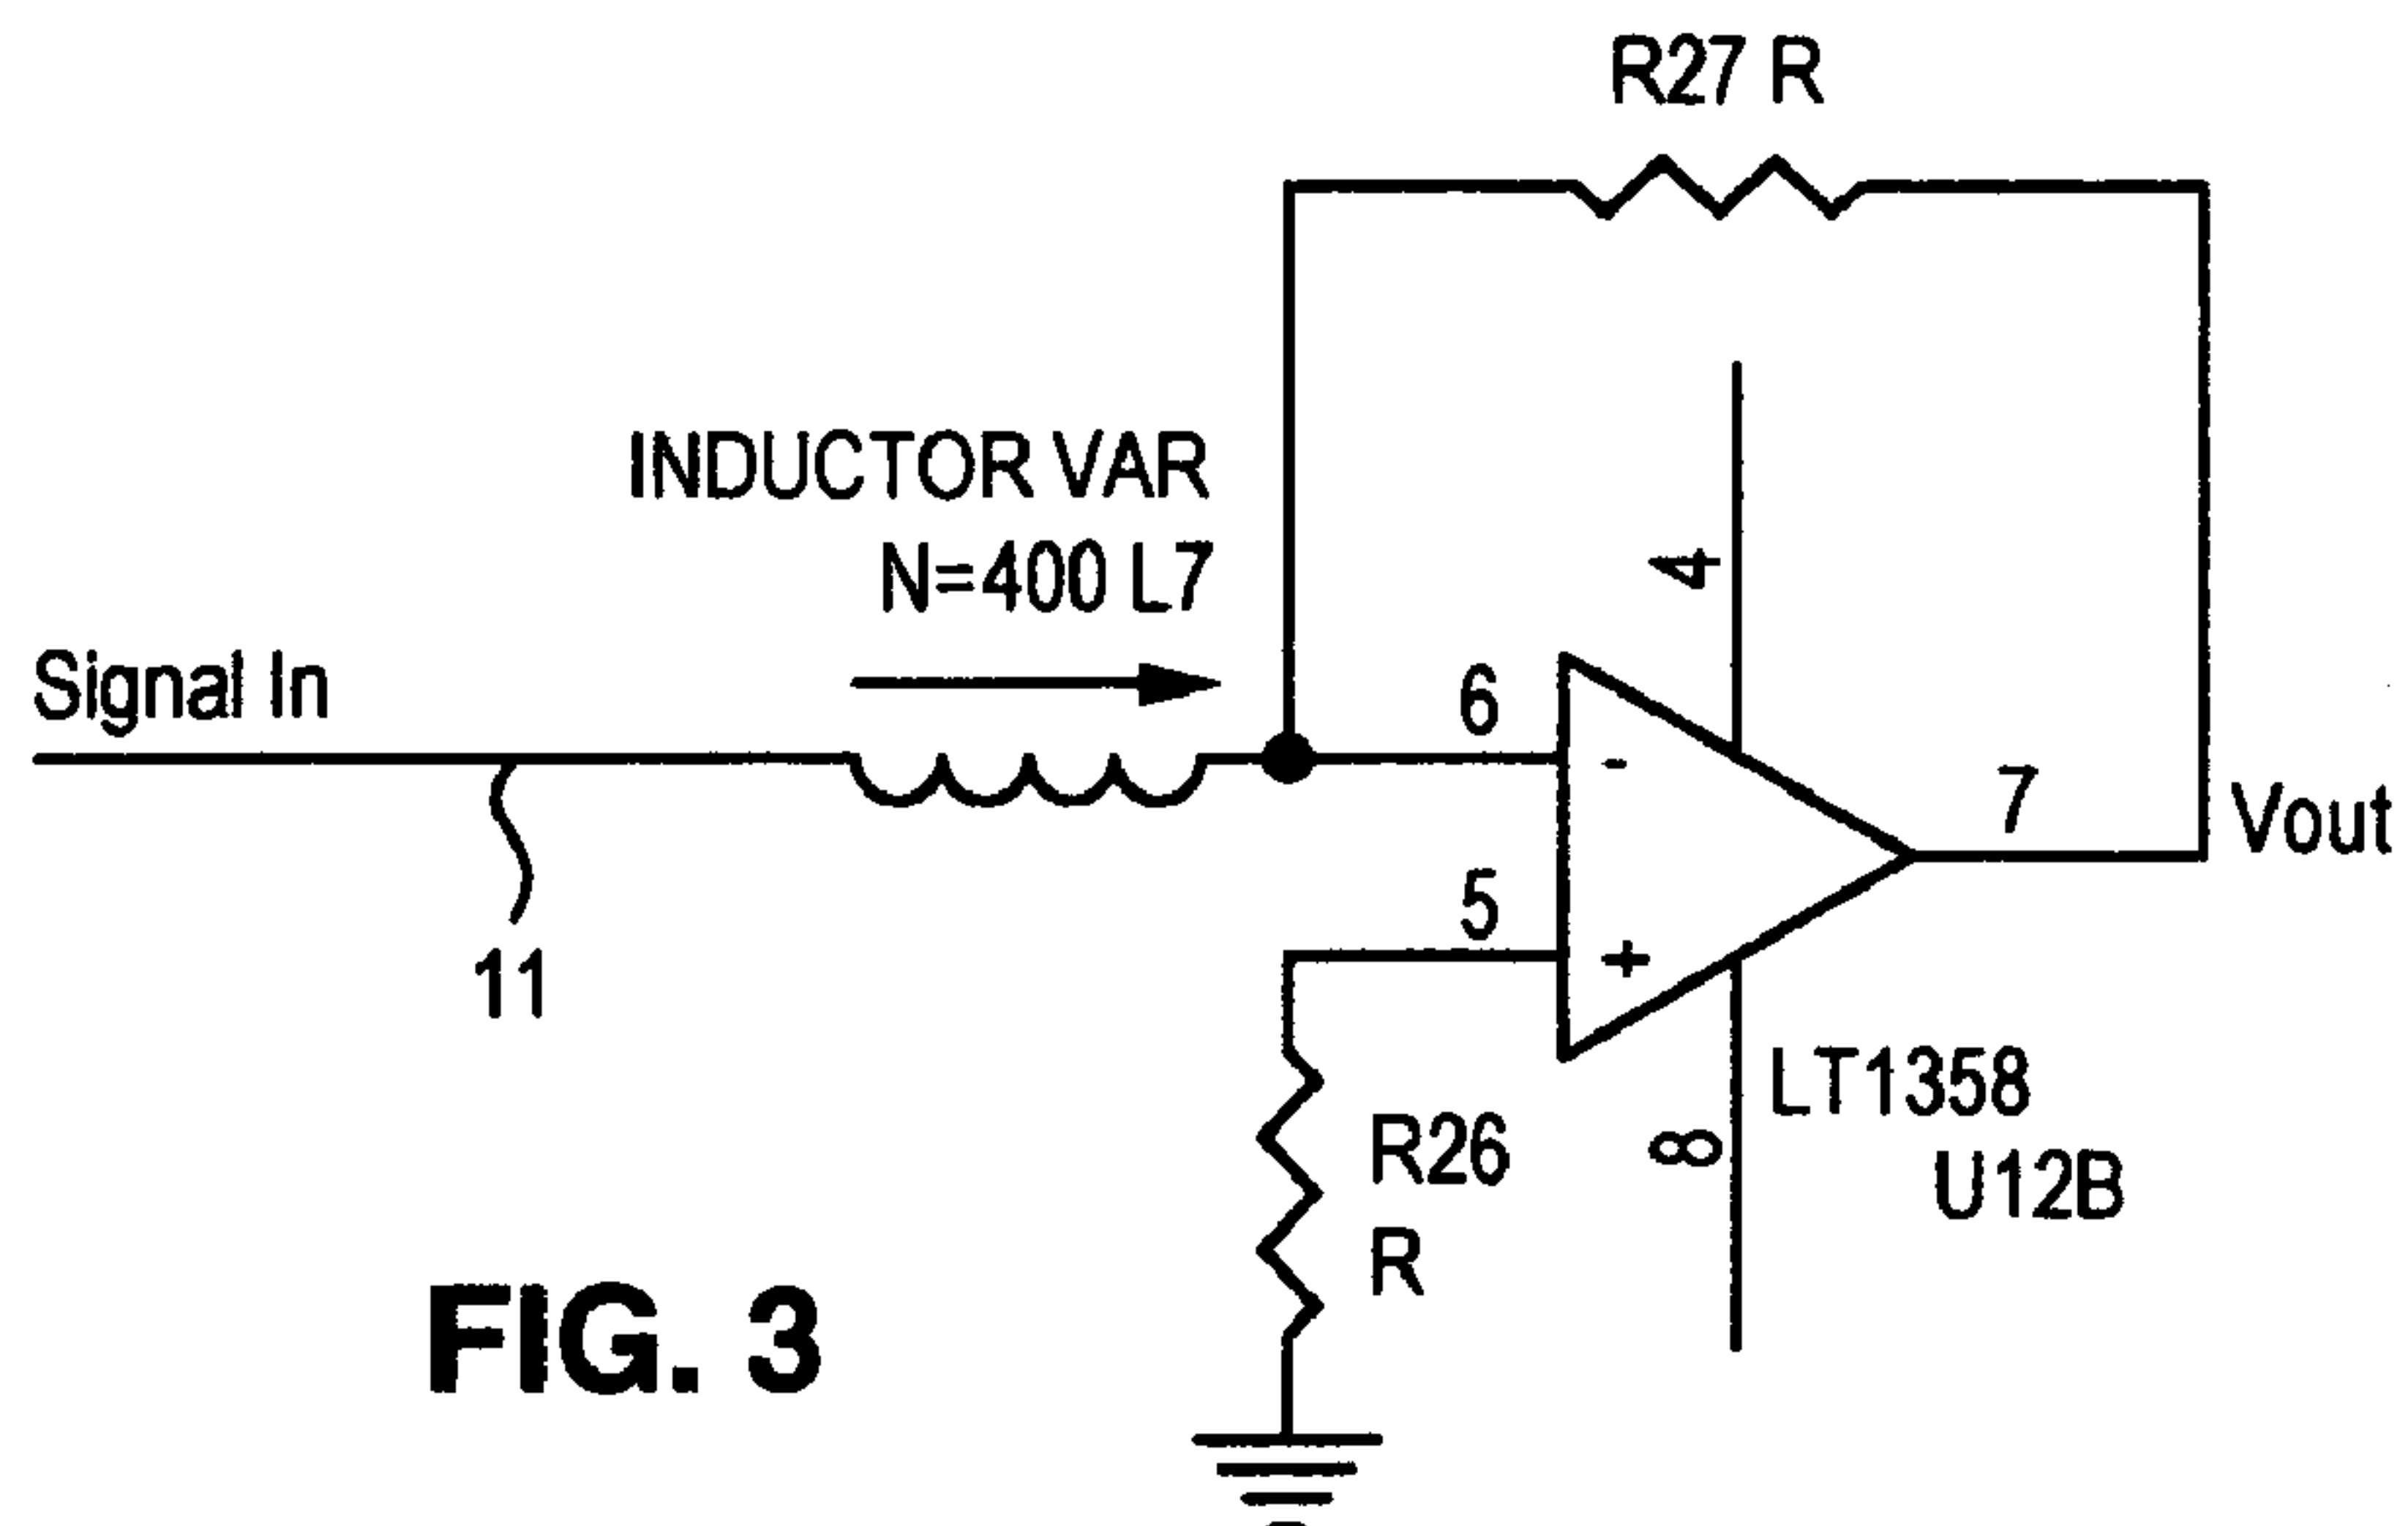 R27 R
INDUCTOR VAR
N=400 L7
4
Signal In
6
-
7
Vout
5
+
11
LT1358
R26
8
U12B
R
FIG. 3